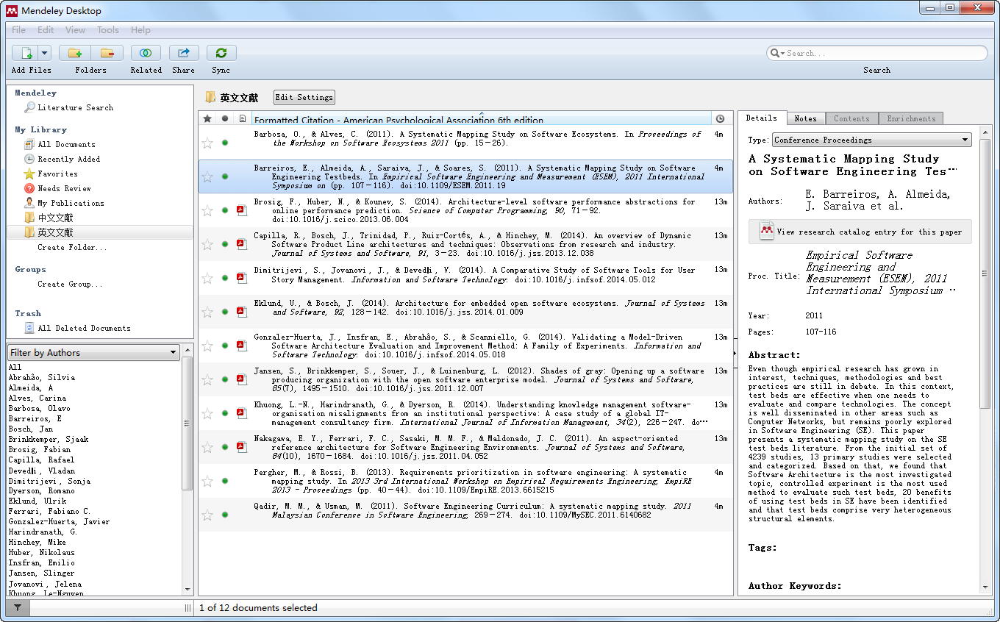 Mendeley Desktop
File Edit View Tools Help
Add Files Folders Related Share Sync
Search...
Search
Mendeley
Literature Search
My Library
All Documents
Recently Added
Favorites
Needs Review
My Publications
中文文献
英文文献
Create Folder...
Groups
Create Group...
Trash
All Deleted Documents
Filter by Authors
All
Abrahão, Silvia
Almeida, A
Alves, Carina
Barbosa, Olavo
Barreiros, E
Bosch, Jan
Brinkkemper, Sjaak
Brosig, Fabian
Capilla, Rafael
Devedži, Vladan
Dimitrijevi, Sonja
Dyerson, Romano
Eklund, Ulrik
Ferrari, Fabiano C.
Gonzalez-Huerta, Javier
Harindranath, G.
Hinchey, Mike
Huber, Nikolaus
Insfran, Emilio
Jansen, Slinger
Jovanovi, Jelena
Khuong, Le-Nguyen
英文文献 Edit Settings
Formatted Citation - American Psychological Association 6th edition
Barbosa, O., & Alves, C. (2011). A Systematic Mapping Study on Software Ecosystems. In Proceedings of 4m
the Workshop on Software Ecosystems 2011 (pp. 15–26).
Barreiros, E., Almeida, A., Saraiva, J., & Soares, S. (2011). A Systematic Mapping Study on Software 4m
Engineering Testbeds. In Empirical Software Engineering and Measurement (ESEM), 2011 International
Symposium on (pp. 107–116). doi:10.1109/ESEM.2011.19
Brosig, F., Huber, N., & Kounev, S. (2014). Architecture-level software performance abstractions for 13m
online performance prediction. Science of Computer Programming, 90, 71–92.
doi:10.1016/j.scico.2013.06.004
Capilla, R., Bosch, J., Trinidad, P., Ruiz-Cortés, A., & Hinchey, M. (2014). An overview of Dynamic 13m
Software Product Line architectures and techniques: Observations from research and industry.
Journal of Systems and Software, 91, 3–23. doi:10.1016/j.jss.2013.12.038
Dimitrijevi, S., Jovanovi, J., & Devedži, V. (2014). A Comparative Study of Software Tools for User 13m
Story Management. Information and Software Technology. doi:10.1016/j.infsof.2014.05.012
Eklund, U., & Bosch, J. (2014). Architecture for embedded open software ecosystems. Journal of Systems 13m
and Software, 92, 128–142. doi:10.1016/j.jss.2014.01.009
Gonzalez-Huerta, J., Insfran, E., Abrahão, S., & Scanniello, G. (2014). Validating a Model-Driven 13m
Software Architecture Evaluation and Improvement Method: A Family of Experiments. Information and
Software Technology. doi:10.1016/j.infsof.2014.05.018
Jansen, S., Brinkkemper, S., Souer, J., & Luinenburg, L. (2012). Shades of gray: Opening up a software 13m
producing organization with the open software enterprise model. Journal of Systems and Software,
85(7), 1495–1510. doi:10.1016/j.jss.2011.12.007
Khuong, L.-N., Harindranath, G., & Dyerson, R. (2014). Understanding knowledge management software- 13m
organisation misalignments from an institutional perspective: A case study of a global IT-
management consultancy firm. International Journal of Information Management, 34(2), 226–247. do...
Nakagawa, E. Y., Ferrari, F. C., Sasaki, M. M. F., & Maldonado, J. C. (2011). An aspect-oriented 13m
reference architecture for Software Engineering Environments. Journal of Systems and Software,
84(10), 1670–1684. doi:10.1016/j.jss.2011.04.052
Pergher, M., & Rossi, B. (2013). Requirements prioritization in software engineering: A systematic 4m
mapping study. In 2013 3rd International Workshop on Empirical Requirements Engineering, EmpiRE
2013 - Proceedings (pp. 40–44). doi:10.1109/EmpiRE.2013.6615215
Qadir, M. M., & Usman, M. (2011). Software Engineering Curriculum: A systematic mapping study. 2011 4m
Malaysian Conference in Software Engineering, 269–274. doi:10.1109/MySEC.2011.6140682
Details Notes Contents Enrichments
Type: Conference Proceedings
A Systematic Mapping Study
on Software Engineering Tes...
Authors: E. Barreiros, A. Almeida,
J. Saraiva et al.
View research catalog entry for this paper
Proc. Title: Empirical Software
Engineering and
Measurement (ESEM), 2011
International Symposium ..
Year: 2011
Pages: 107-116
Abstract:
Even though empirical research has grown in
interest, techniques, methodologies and best
practices are still in debate. In this context,
test beds are effective when one needs to
evaluate and compare technologies. The concept
is well disseminated in other areas such as
Computer Networks, but remains poorly explored
in Software Engineering (SE). This paper
presents a systematic mapping study on the SE
test beds literature. From the initial set of
4239 studies, 13 primary studies were selected
and categorized. Based on that, we found that
Software Architecture is the most investigated
topic, controlled experiment is the most used
method to evaluate such test beds, 20 benefits
of using test beds in SE have been identified
and that test beds comprise very heterogeneous
structural elements.
Tags:
Author Keywords:
1 of 12 documents selected